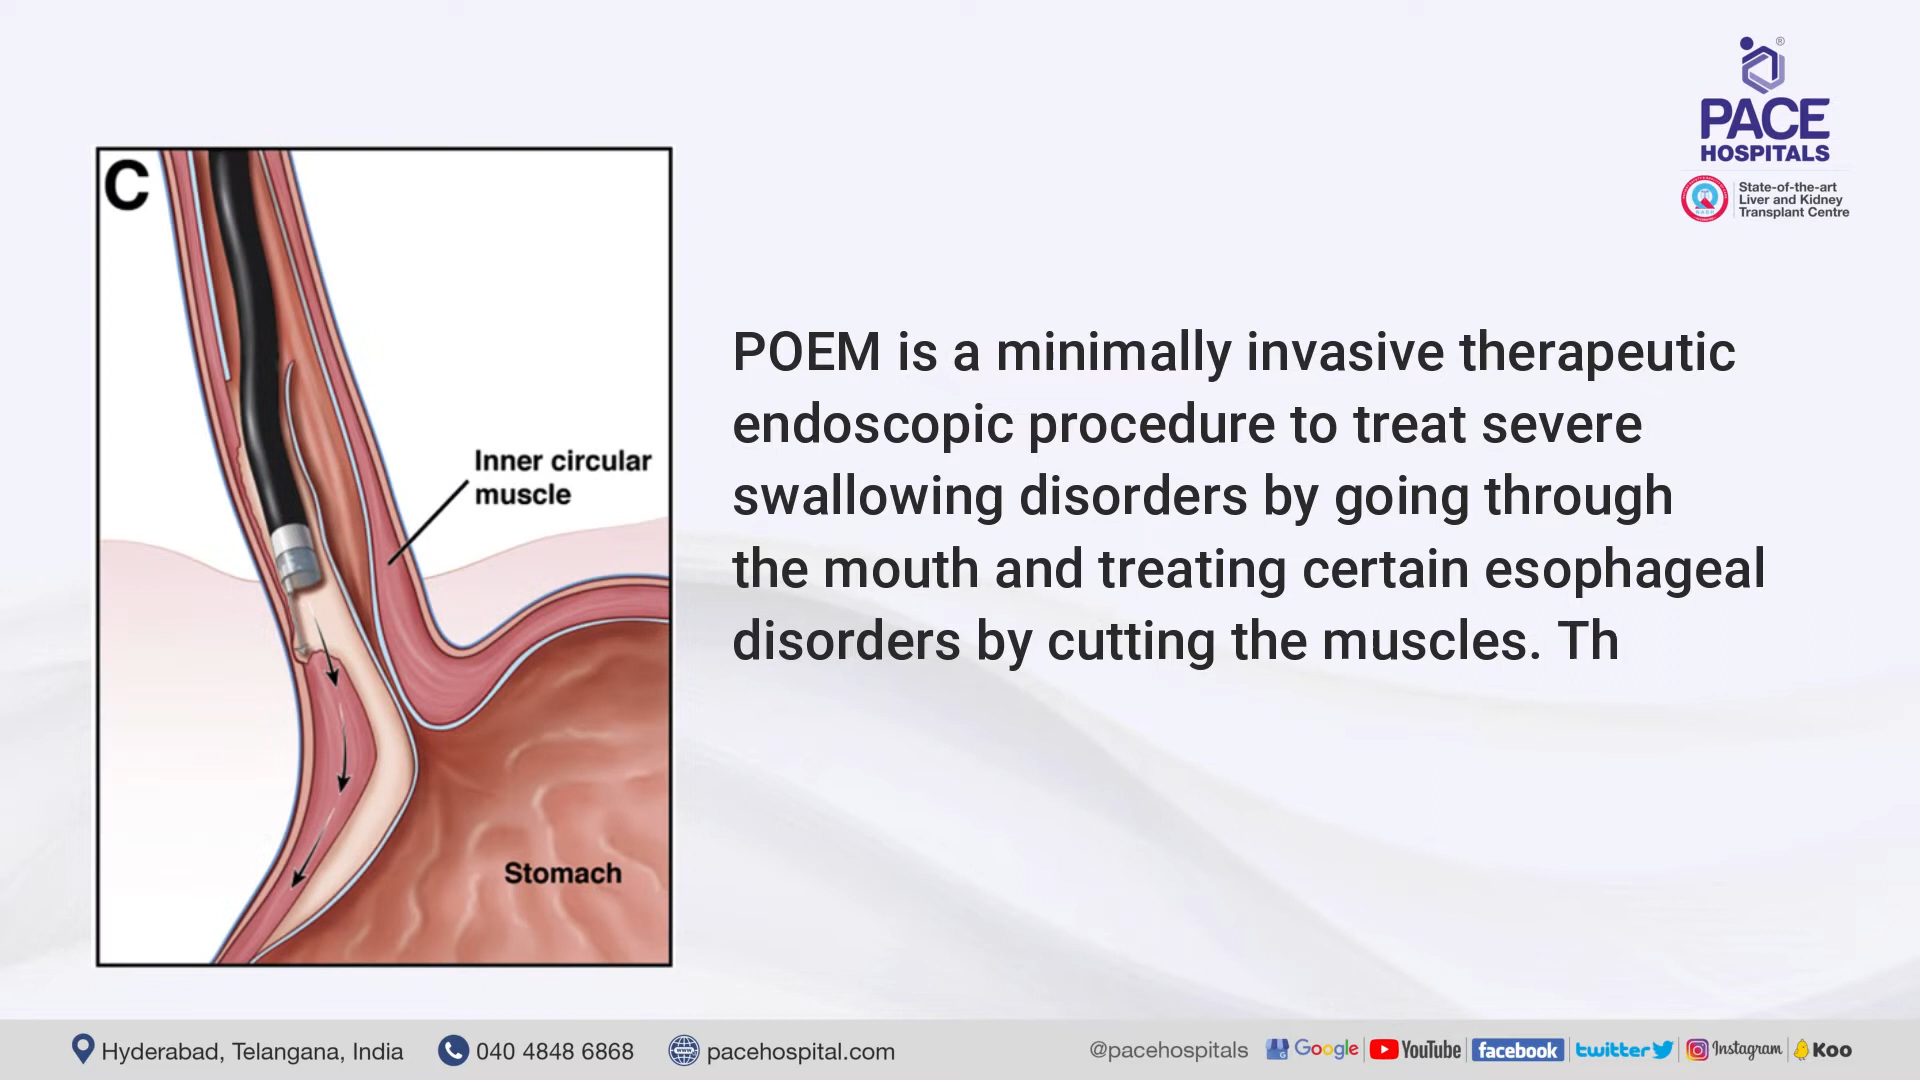 C
Inner circular
muscle
Stomach
POEM is a minimally invasive therapeutic
endoscopic procedure to treat severe
swallowing disorders by going through
the mouth and treating certain esophageal
disorders by cutting the muscles. Th
®
PACE
HOSPITALS
State-of-the-art
Liver and Kidney
Transplant Centre
Hyderabad, Telangana, India
040 4848 6868
pacehospital.com
@pacehospitals
Google
YouTube
facebook
twitter
Instagram
Koo